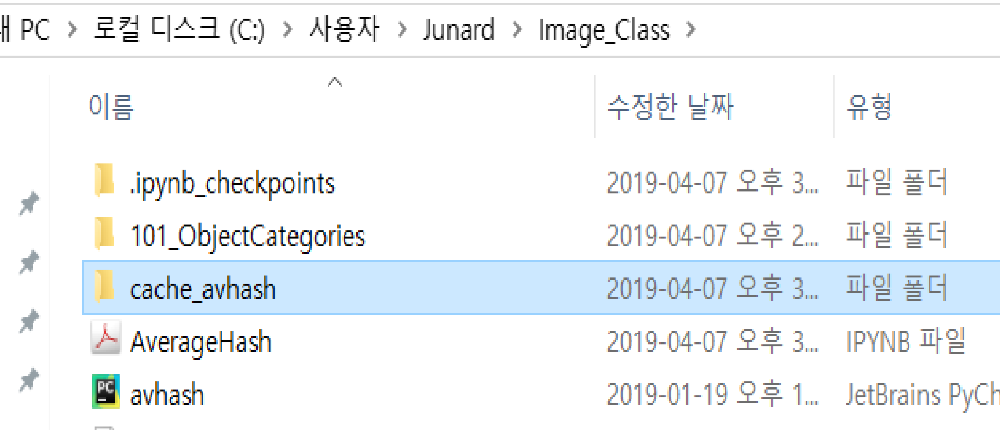 내 PC > 로컬 디스크 (C:) > 사용자 > Junard > Image_Class >
이름 수정한 날짜 유형
.ipynb_checkpoints 2019-04-07 오후 3... 파일 폴더
101_ObjectCategories 2019-04-07 오후 2... 파일 폴더
cache_avhash 2019-04-07 오후 3... 파일 폴더
AverageHash 2019-04-07 오후 3... IPYNB 파일
PC
avhash 2019-01-19 오후 1... JetBrains PyCh